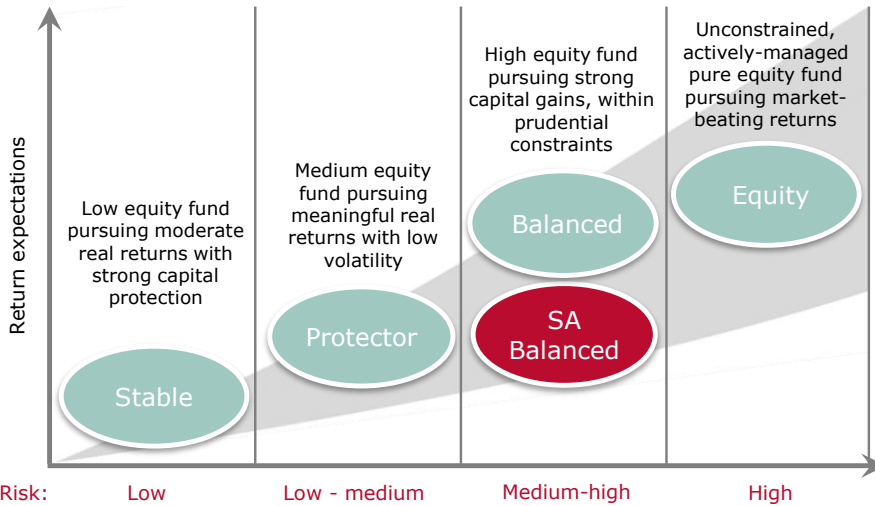 Return expectations
Low equity fund
pursuing moderate
real returns with
strong capital
protection
Stable
Medium equity
fund pursuing
meaningful real
returns with low
volatility
Protector
High equity fund
pursuing strong
capital gains, within
prudential
constraints
Balanced
SA
Balanced
Unconstrained,
actively-managed
pure equity fund
pursuing market-
beating returns
Equity
Risk: Low Low - medium Medium-high High